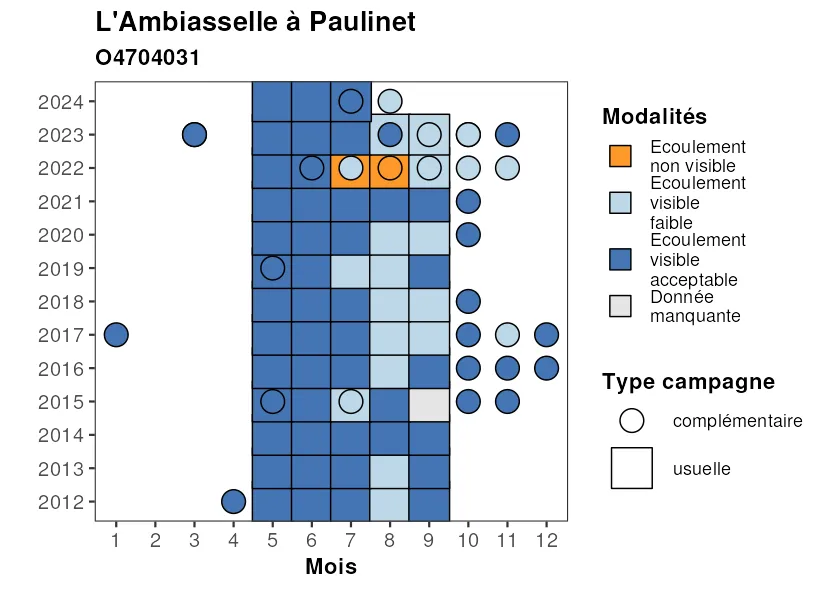 L'Ambiasselle à Paulinet
O4704031
2024
2023
2022
2021
2020
2019
2018
2017
2016
2015
2014
2013
2012
1 2 3 4 5 6 7 8 9 10 11 12
Mois
Modalités
Ecoulement
non visible
Ecoulement
visible
faible
Ecoulement
visible
acceptable
Donnée
manquante
Type campagne
complémentaire
usuelle